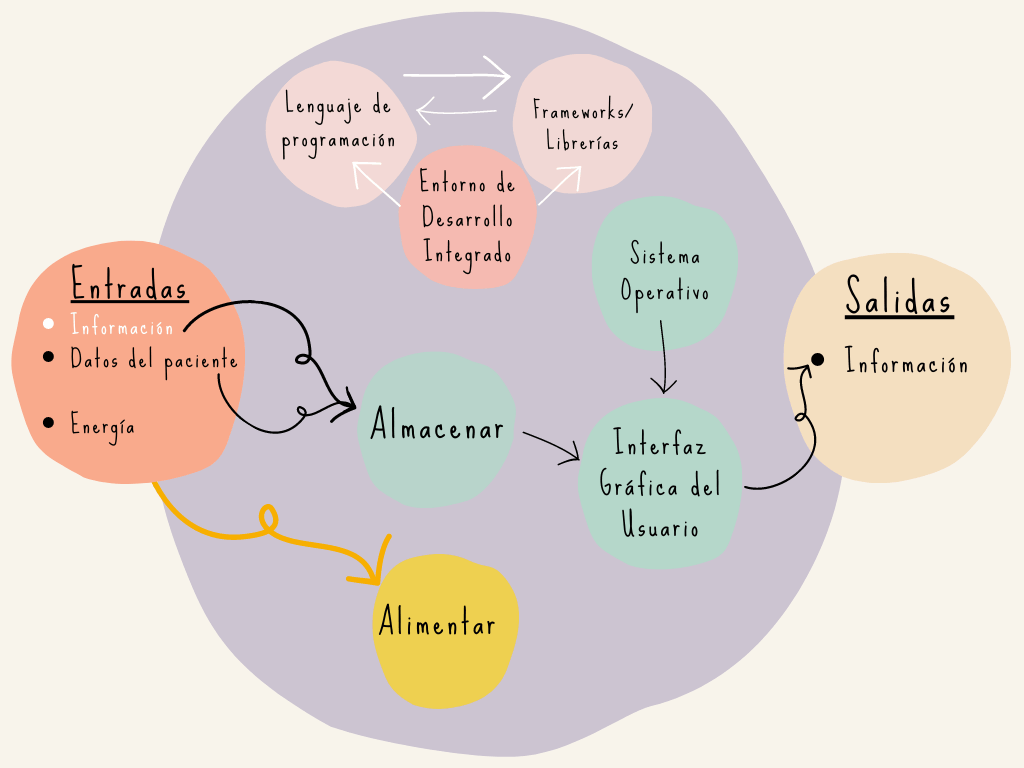 Lenguaje de
programación
Frameworks/
Librerías
Entorno de
Desarrollo
Integrado
Sistema
Operativo
Entradas
Información
Datos del paciente
Energía
Salidas
Información
Almacenar
Interfaz
Gráfica del
Usuario
Alimentar